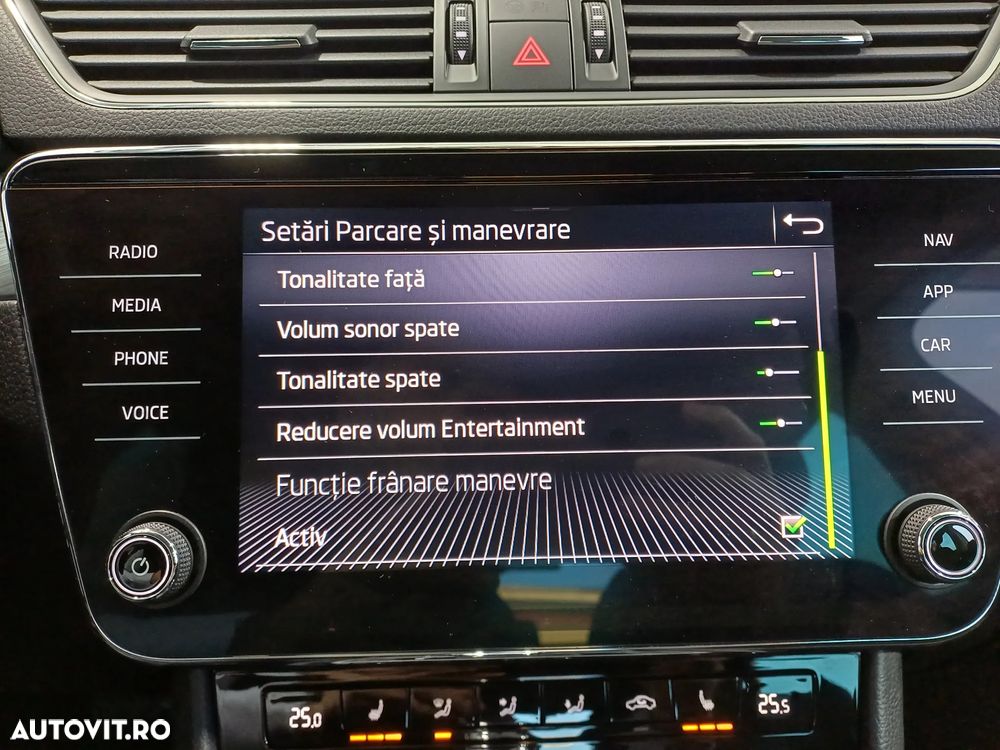 Setări Parcare și manevrare
RADIO
MEDIA
PHONE
VOICE
Tonalitate față
Volum sonor spate
Tonalitate spate
Reducere volum Entertainment
Funcție frânare manevre
Activ
NAV
APP
CAR
MENU
25,0
25,5
AUTOVIT.RO